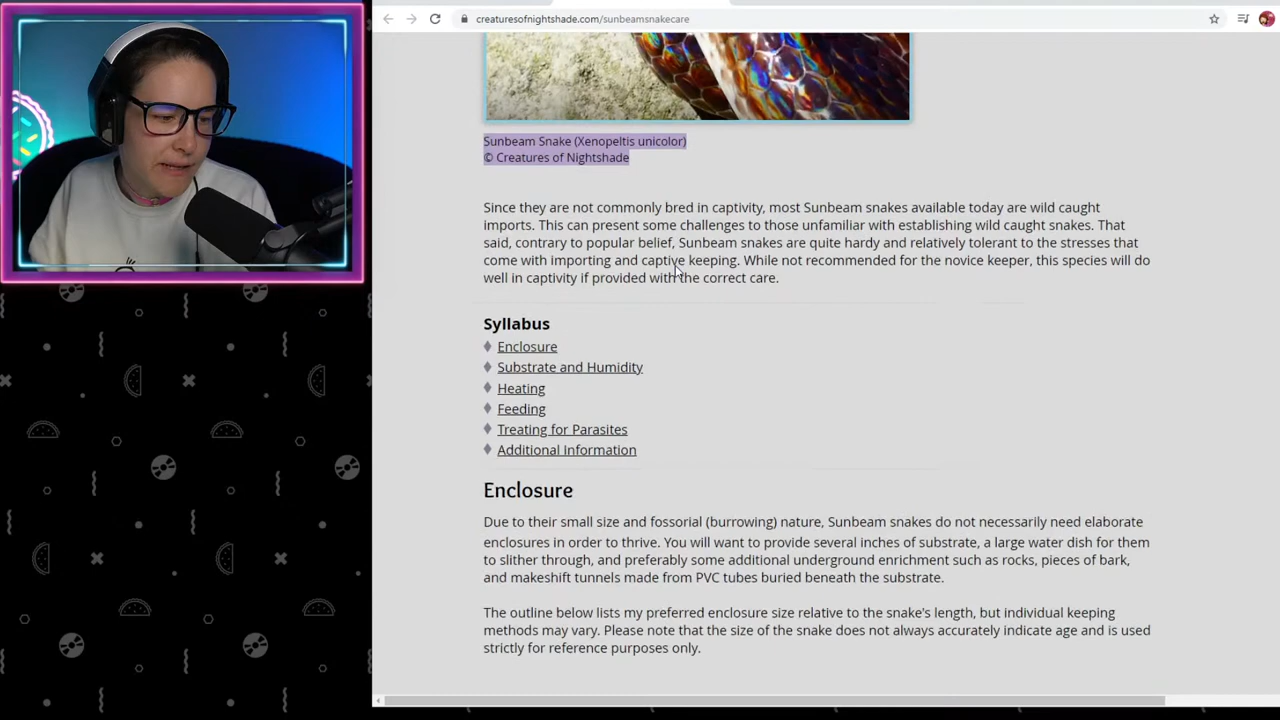 creaturesofnightshade.com/sunbeamsnakecare
Sunbeam Snake (Xenopeltis unicolor)
© Creatures of Nightshade
Since they are not commonly bred in captivity, most Sunbeam snakes available today are wild caught
imports. This can present some challenges to those unfamiliar with establishing wild caught snakes. That
said, contrary to popular belief, Sunbeam snakes are quite hardy and relatively tolerant to the stresses that
come with importing and captive keeping. While not recommended for the novice keeper, this species will do
well in captivity if provided with the correct care.
Syllabus
Enclosure
Substrate and Humidity
Heating
Feeding
Treating for Parasites
Additional Information
Enclosure
Due to their small size and fossorial (burrowing) nature, Sunbeam snakes do not necessarily need elaborate
enclosures in order to thrive. You will want to provide several inches of substrate, a large water dish for them
to slither through, and preferably some additional underground enrichment such as rocks, pieces of bark,
and makeshift tunnels made from PVC tubes buried beneath the substrate.
The outline below lists my preferred enclosure size relative to the snake's length, but individual keeping
methods may vary. Please note that the size of the snake does not always accurately indicate age and is used
strictly for reference purposes only.